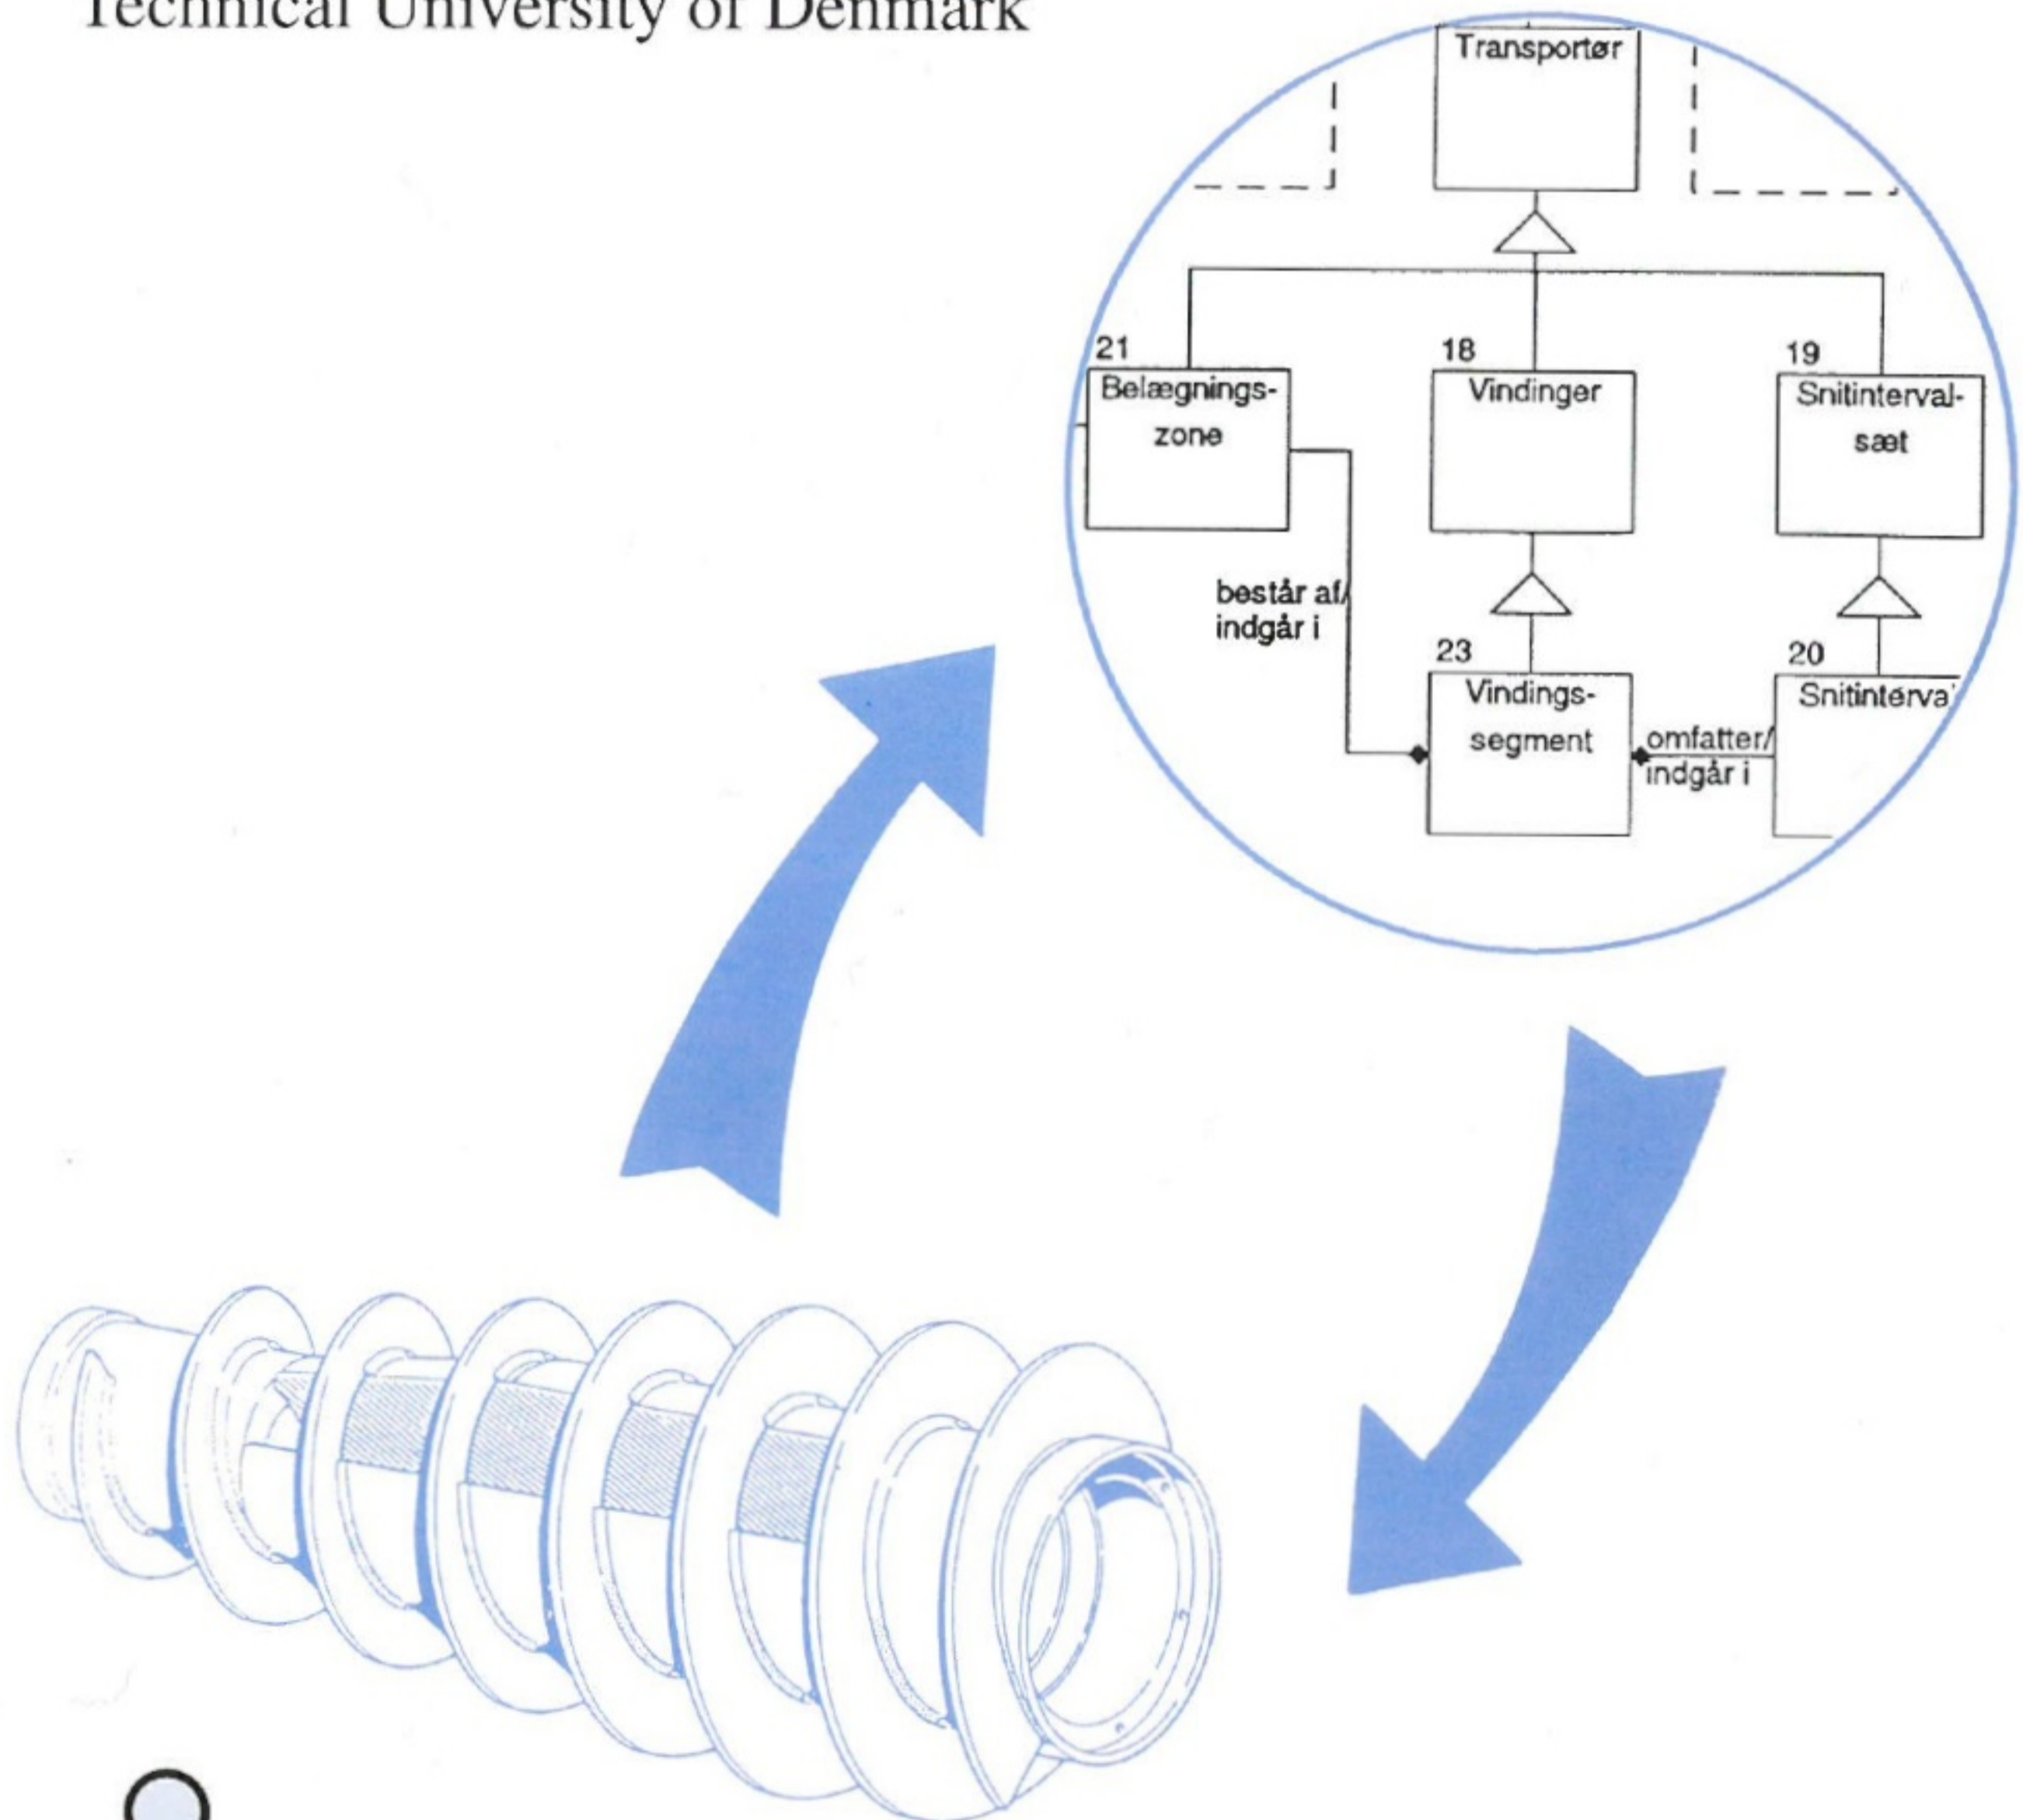 Technical University of Denmark
Transportør
21
Belægnings-
zone
18
Vindinger
19
Snitinterval-
sæt
består af/
indgår i
23
Vindings-
segment
omfatter/
indgår i
20
Snitinterval